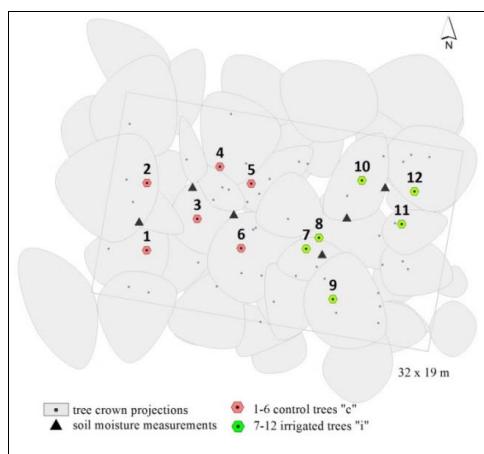 N
4
10
2
5
12
3
11
8
1
6
7
9
32 x 19 m
tree crown projections
1-6 control trees "c"
soil moisture measurements
7-12 irrigated trees "i"